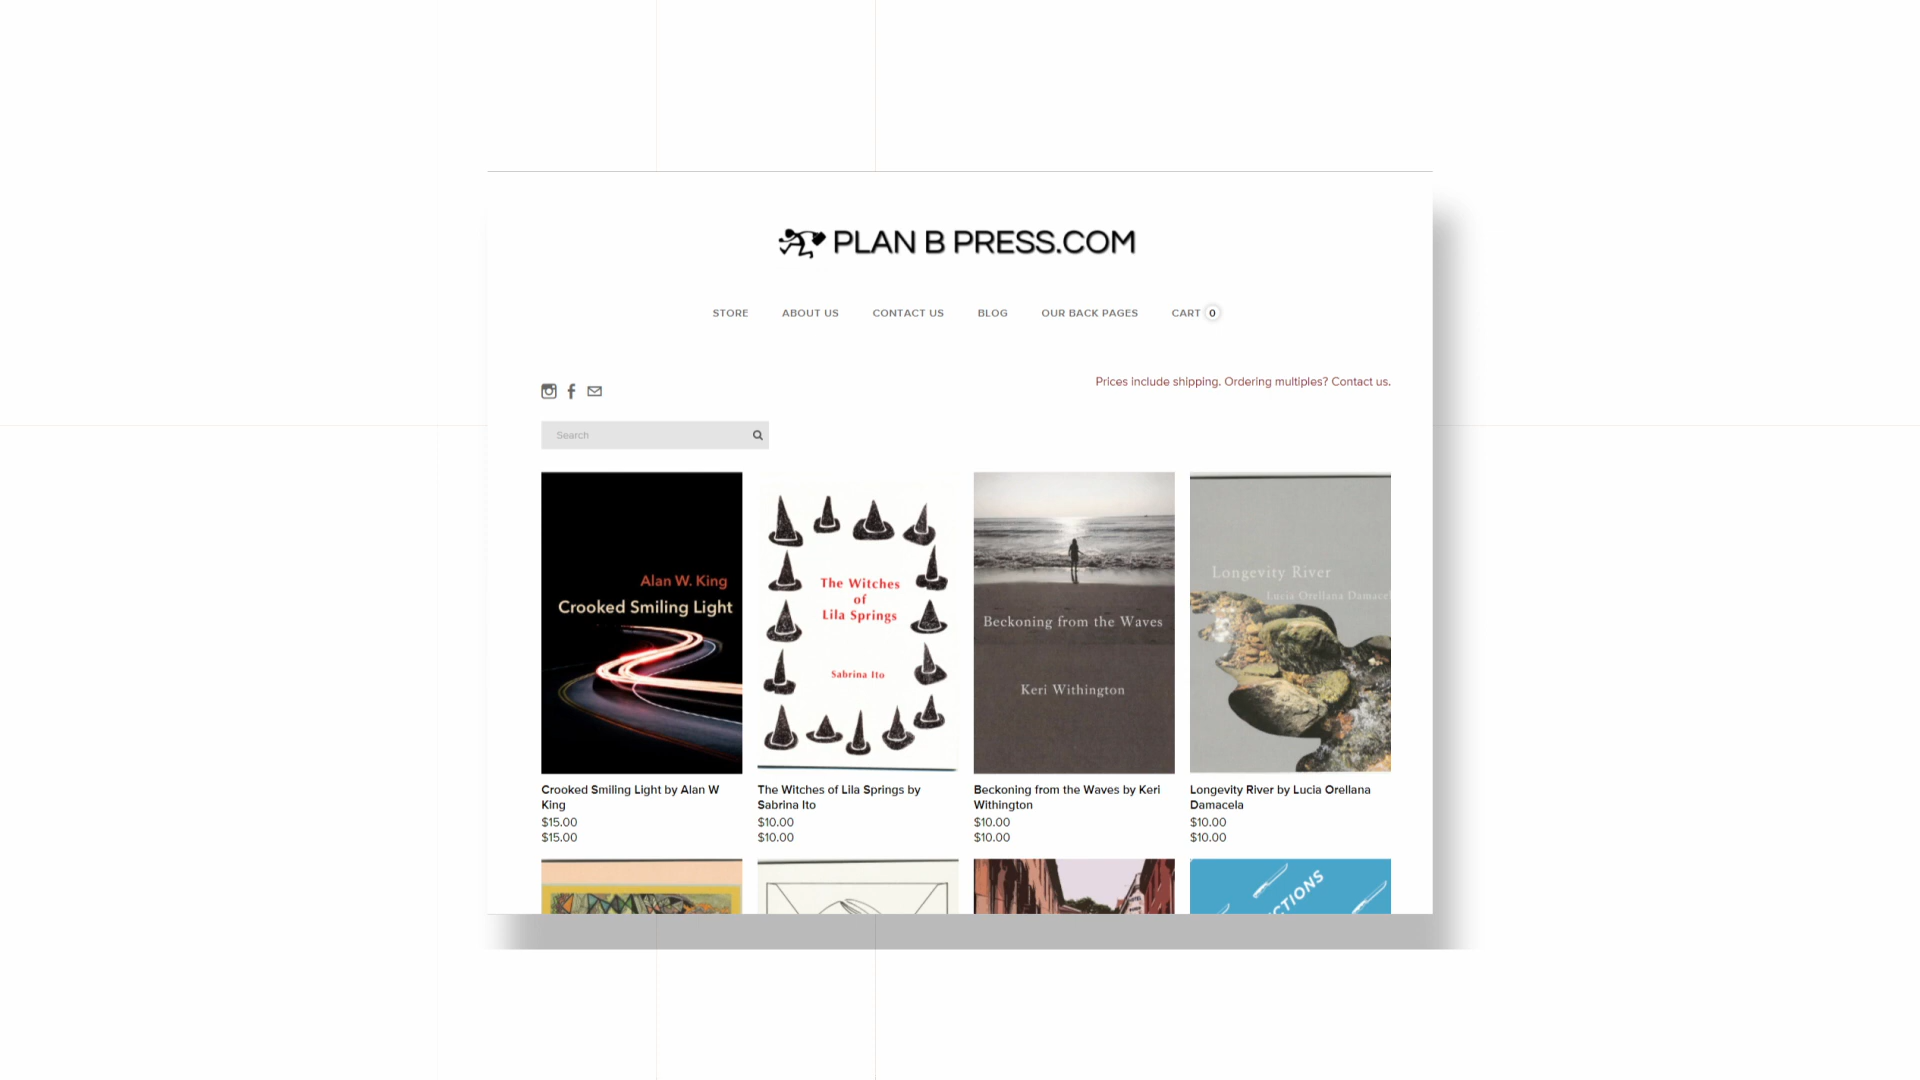 PLAN B PRESS.COM
STORE ABOUT US CONTACT US BLOG OUR BACK PAGES CART 0
Prices include shipping. Ordering multiples? Contact us.
Search
Alan W. King
Crooked Smiling Light
The Witches
of
Lila Springs
Sabrina Ito
Beckoning from the Waves
Keri Withington
Longevity River
Lucia Orellana Damacel
Crooked Smiling Light by Alan W
King
$15.00
$15.00
The Witches of Lila Springs by
Sabrina Ito
$10.00
$10.00
Beckoning from the Waves by Keri
Withington
$10.00
$10.00
Longevity River by Lucia Orellana
Damacela
$10.00
$10.00
CTIONS